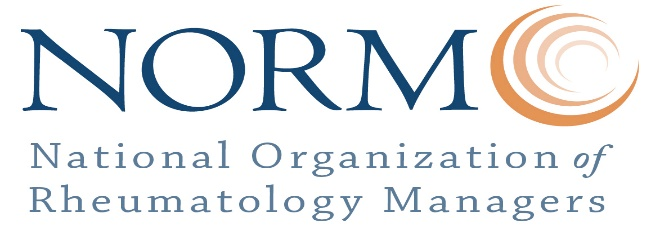 NORM
National Organization of
Rheumatology Managers